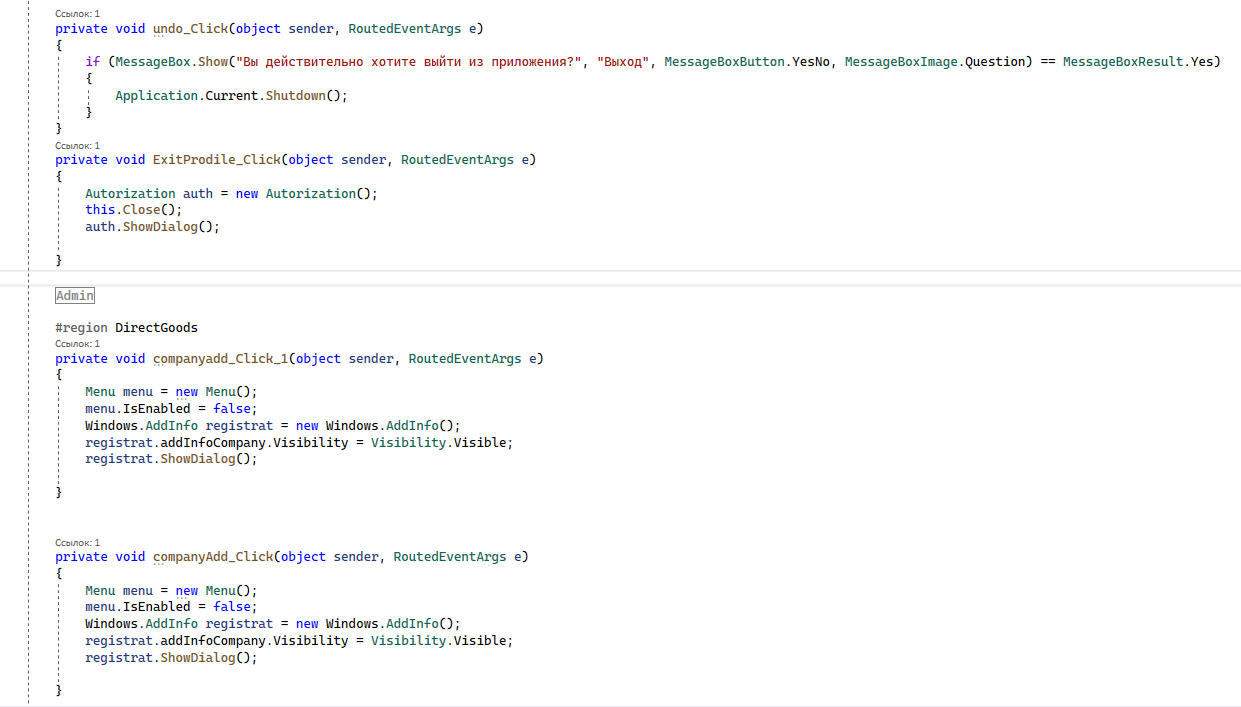 Ссылок: 1
private void undo_Click(object sender, RoutedEventArgs e)
{
if (MessageBox.Show("Вы действительно хотите выйти из приложения?", "Выход", MessageBoxButton.YesNo, MessageBoxImage.Question) == MessageBoxResult.Yes)
{
Application.Current.Shutdown();
}
}
Ссылок: 1
private void ExitProdile_Click(object sender, RoutedEventArgs e)
{
Autorization auth = new Autorization();
this.Close();
auth.ShowDialog();
}
Admin
#region DirectGoods
Ссылок: 1
private void companyadd_Click_1(object sender, RoutedEventArgs e)
{
Menu menu = new Menu();
menu.IsEnabled = false;
Windows.AddInfo registrat = new Windows.AddInfo();
registrat.addInfoCompany.Visibility = Visibility.Visible;
registrat.ShowDialog();
}
Ссылок: 1
private void companyAdd_Click(object sender, RoutedEventArgs e)
{
Menu menu = new Menu();
menu.IsEnabled = false;
Windows.AddInfo registrat = new Windows.AddInfo();
registrat.addInfoCompany.Visibility = Visibility.Visible;
registrat.ShowDialog();
}